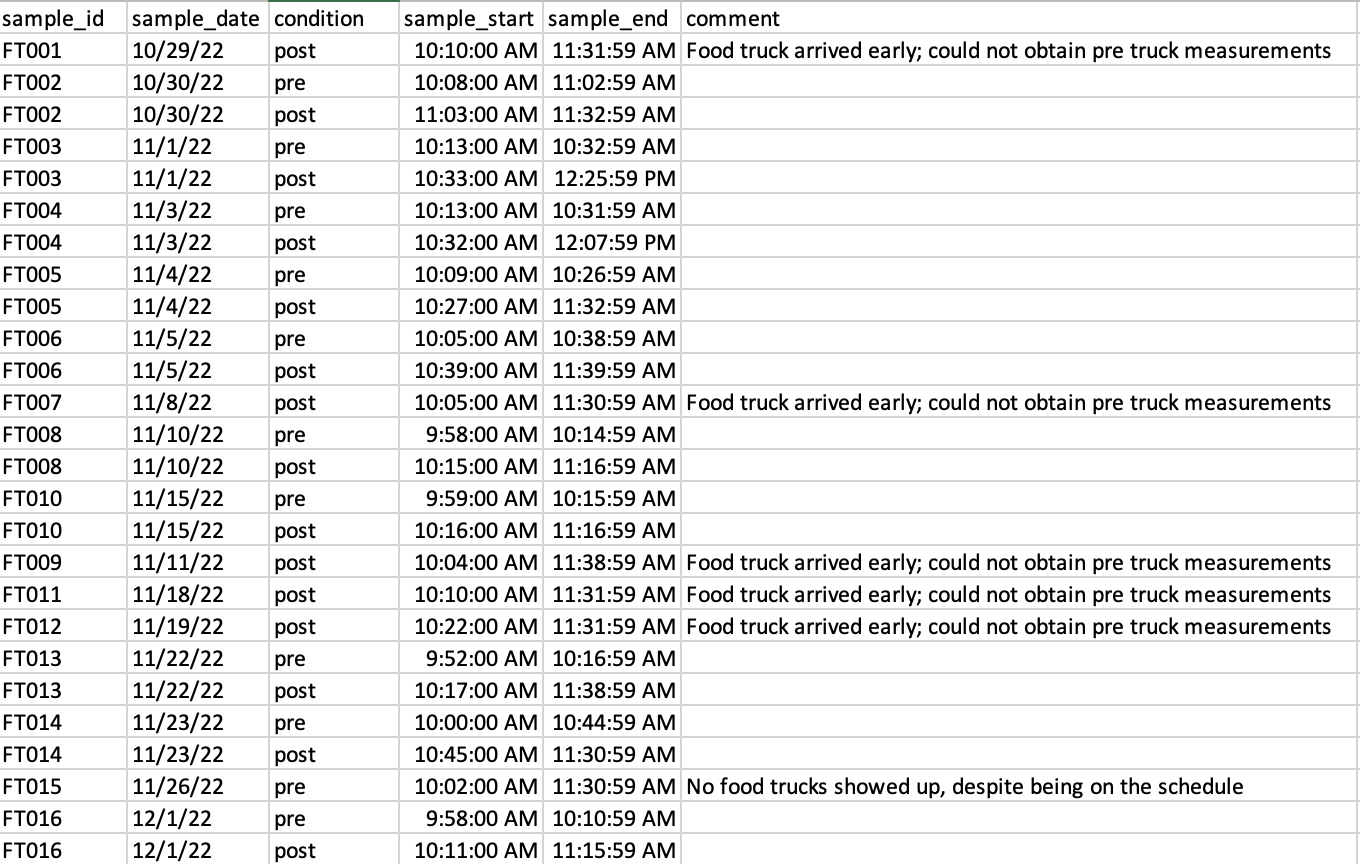 sample_id sample_date condition sample_start sample_end comment
FT001 10/29/22 post 10:10:00 AM 11:31:59 AM Food truck arrived early; could not obtain pre truck measurements
FT002 10/30/22 pre 10:08:00 AM 11:02:59 AM
FT002 10/30/22 post 11:03:00 AM 11:32:59 AM
FT003 11/1/22 pre 10:13:00 AM 10:32:59 AM
FT003 11/1/22 post 10:33:00 AM 12:25:59 PM
FT004 11/3/22 pre 10:13:00 AM 10:31:59 AM
FT004 11/3/22 post 10:32:00 AM 12:07:59 PM
FT005 11/4/22 pre 10:09:00 AM 10:26:59 AM
FT005 11/4/22 post 10:27:00 AM 11:32:59 AM
FT006 11/5/22 pre 10:05:00 AM 10:38:59 AM
FT006 11/5/22 post 10:39:00 AM 11:39:59 AM
FT007 11/8/22 post 10:05:00 AM 11:30:59 AM Food truck arrived early; could not obtain pre truck measurements
FT008 11/10/22 pre 9:58:00 AM 10:14:59 AM
FT008 11/10/22 post 10:15:00 AM 11:16:59 AM
FT010 11/15/22 pre 9:59:00 AM 10:15:59 AM
FT010 11/15/22 post 10:16:00 AM 11:16:59 AM
FT009 11/11/22 post 10:04:00 AM 11:38:59 AM Food truck arrived early; could not obtain pre truck measurements
FT011 11/18/22 post 10:10:00 AM 11:31:59 AM Food truck arrived early; could not obtain pre truck measurements
FT012 11/19/22 post 10:22:00 AM 11:31:59 AM Food truck arrived early; could not obtain pre truck measurements
FT013 11/22/22 pre 9:52:00 AM 10:16:59 AM
FT013 11/22/22 post 10:17:00 AM 11:38:59 AM
FT014 11/23/22 pre 10:00:00 AM 10:44:59 AM
FT014 11/23/22 post 10:45:00 AM 11:30:59 AM
FT015 11/26/22 pre 10:02:00 AM 11:30:59 AM No food trucks showed up, despite being on the schedule
FT016 12/1/22 pre 9:58:00 AM 10:10:59 AM
FT016 12/1/22 post 10:11:00 AM 11:15:59 AM